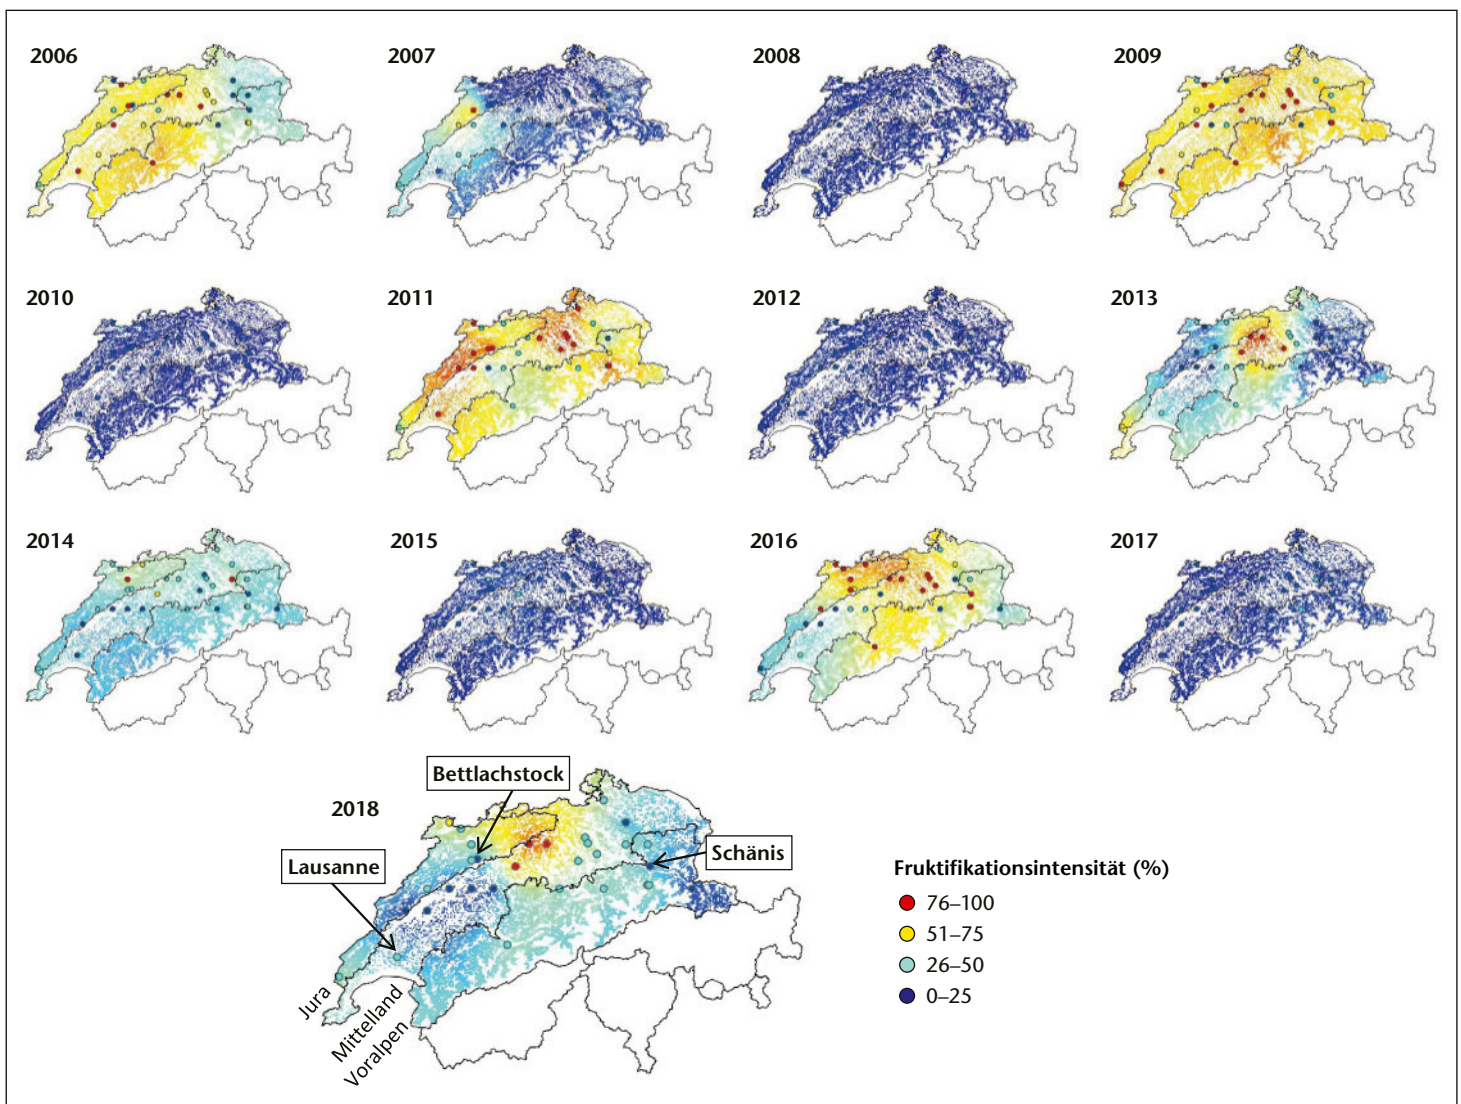 2006
2007
2008
2009
2010
2011
2012
2013
2014
2015
2016
2017
2018
Bettlachstock
Lausanne
Schänis
Jura
Mittelland
Voralpen
Fruktifikationsintensität (%)
76–100
51–75
26–50
0–25